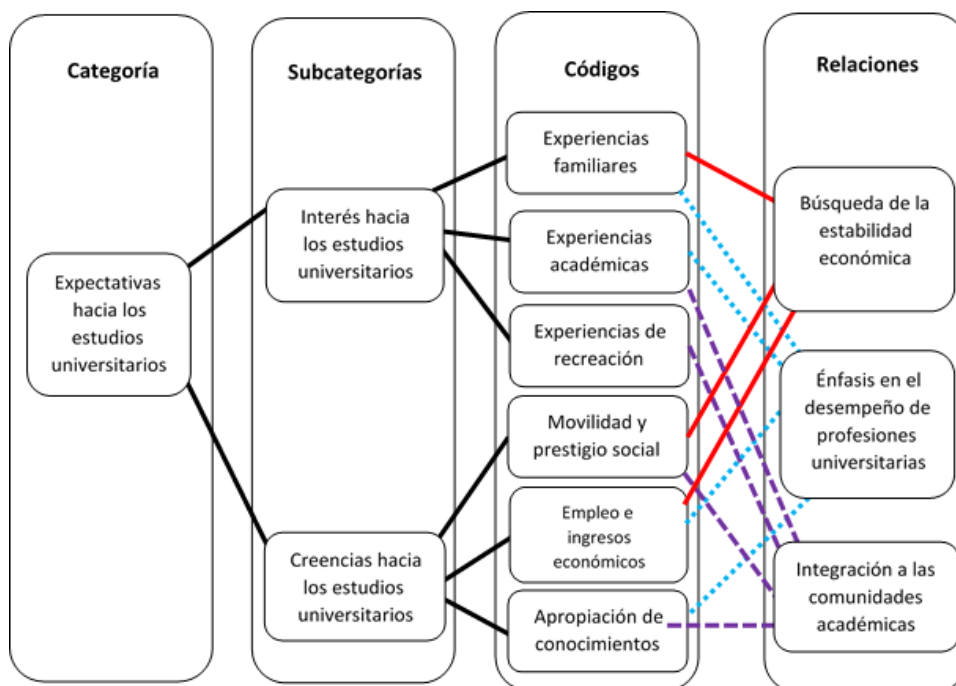 Categoría
Expectativas
hacia los
estudios
universitarios
Subcategorías
Interés hacia
los estudios
universitarios
Creencias hacia
los estudios
universitarios
Códigos
Experiencias
familiares
Experiencias
académicas
Experiencias de
recreación
Movilidad y
prestigio social
Empleo e
ingresos
económicos
Apropiación de
conocimientos
Relaciones
Búsqueda de la
estabilidad
económica
Énfasis en el
desempeño de
profesiones
universitarias
Integración a las
comunidades
académicas